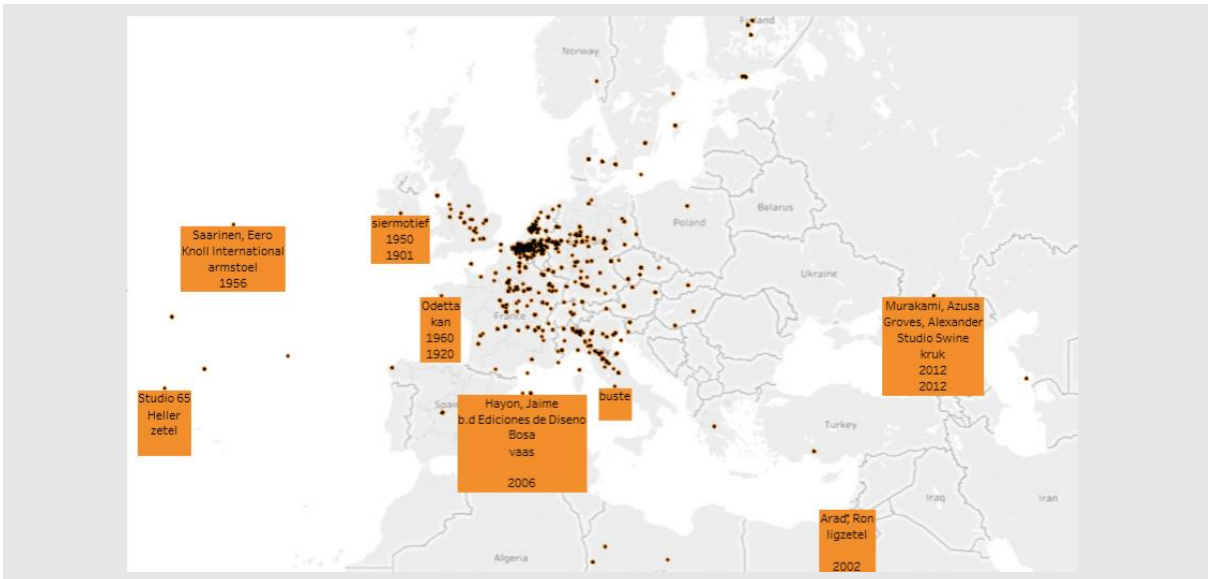 Finland
Norway
Belarus
Poland
Ukraine
France
Spain
Turkey
Iraq
Iran
Algeria
Saarinen, Eero
Knoll International
armstoel
1956
siermotief
1950
1901
Odetta
kan
1960
1920
Murakami, Azusa
Groves, Alexander
Studio Swine
kruk
2012
2012
Studio 65
Heller
zetel
Hayon, Jaime
b.d Ediciones de Diseno
Bosa
vaas
2006
buste
Arad, Ron
ligzetel
2002